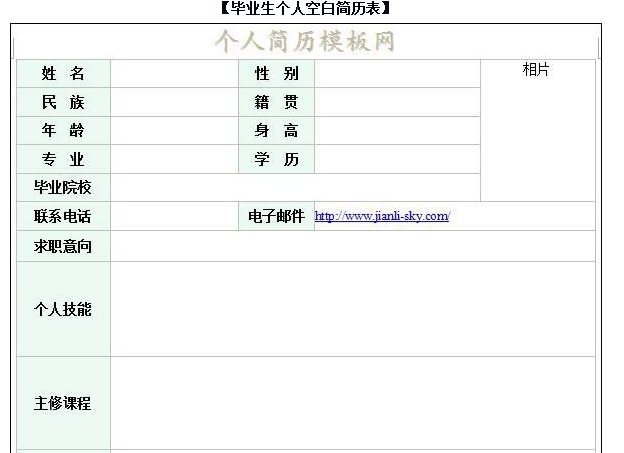 【毕业生个人空白简历表】
个人简历模板网
姓 名 性 别 相片
民 族 籍 贯
年 龄 身 高
专 业 学 历
毕业院校
联系电话 电子邮件 http://www.jianli-sky.com/
求职意向
个人技能
主修课程